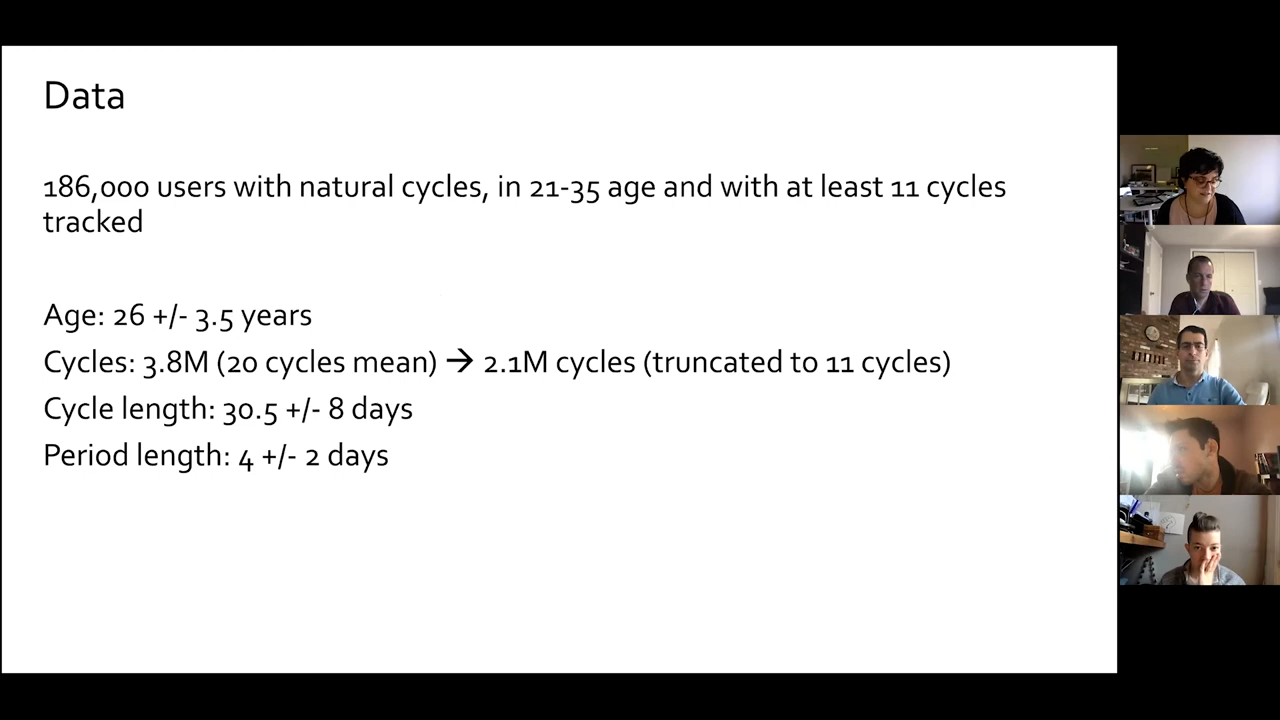 Data
186,000 users with natural cycles, in 21-35 age and with at least 11 cycles
tracked
Age: 26 +/- 3.5 years
Cycles: 3.8M (20 cycles mean) → 2.1M cycles (truncated to 11 cycles)
Cycle length: 30.5 +/- 8 days
Period length: 4 +/- 2 days